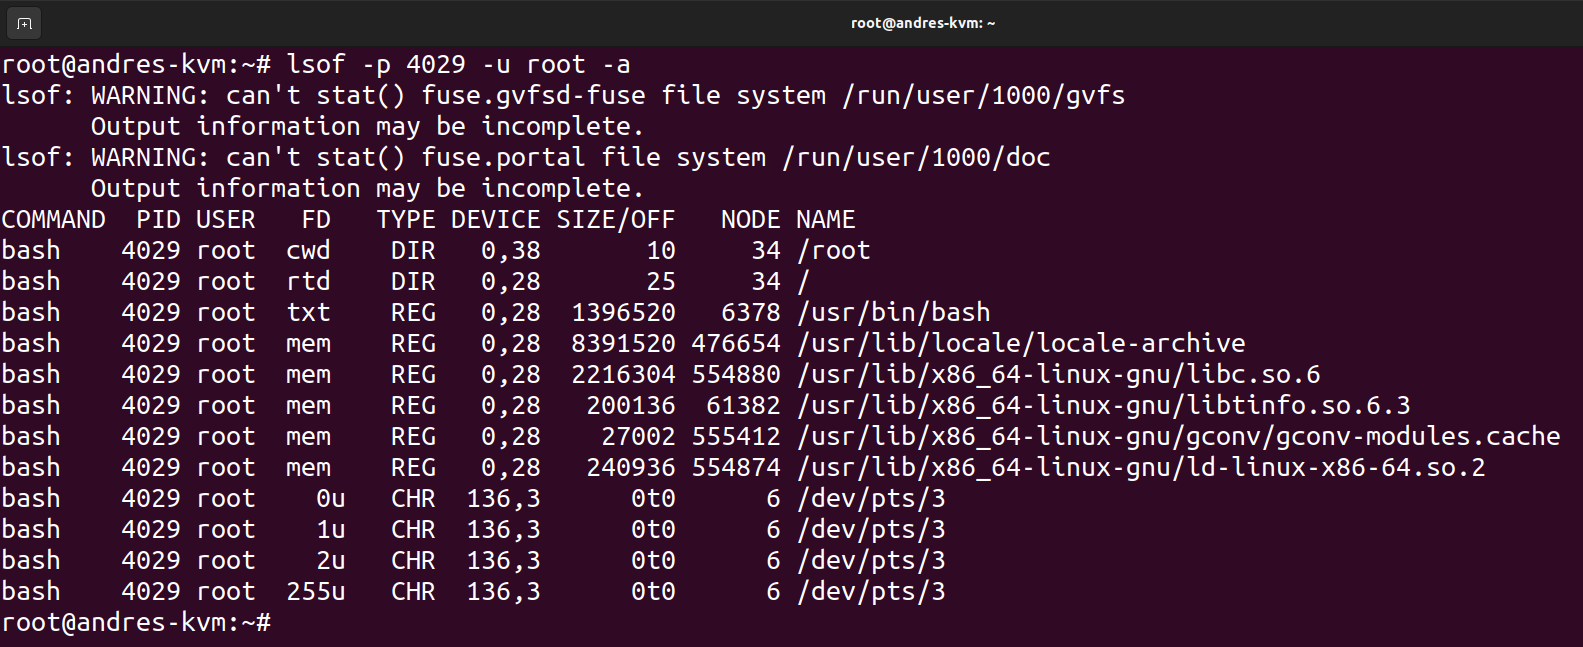 root@andres-kvm: ~
root@andres-kvm:~# lsof -p 4029 -u root -a
lsof: WARNING: can't stat() fuse.gvfsd-fuse file system /run/user/1000/gvfs
      Output information may be incomplete.
lsof: WARNING: can't stat() fuse.portal file system /run/user/1000/doc
      Output information may be incomplete.
COMMAND  PID USER   FD   TYPE DEVICE SIZE/OFF   NODE NAME
bash    4029 root  cwd    DIR   0,38       10     34 /root
bash    4029 root  rtd    DIR   0,28       25     34 /
bash    4029 root  txt    REG   0,28  1396520   6378 /usr/bin/bash
bash    4029 root  mem    REG   0,28  8391520 476654 /usr/lib/locale/locale-archive
bash    4029 root  mem    REG   0,28  2216304 554880 /usr/lib/x86_64-linux-gnu/libc.so.6
bash    4029 root  mem    REG   0,28   200136  61382 /usr/lib/x86_64-linux-gnu/libtinfo.so.6.3
bash    4029 root  mem    REG   0,28    27002 555412 /usr/lib/x86_64-linux-gnu/gconv/gconv-modules.cache
bash    4029 root  mem    REG   0,28   240936 554874 /usr/lib/x86_64-linux-gnu/ld-linux-x86-64.so.2
bash    4029 root    0u   CHR  136,3      0t0      6 /dev/pts/3
bash    4029 root    1u   CHR  136,3      0t0      6 /dev/pts/3
bash    4029 root    2u   CHR  136,3      0t0      6 /dev/pts/3
bash    4029 root  255u   CHR  136,3      0t0      6 /dev/pts/3
root@andres-kvm:~#